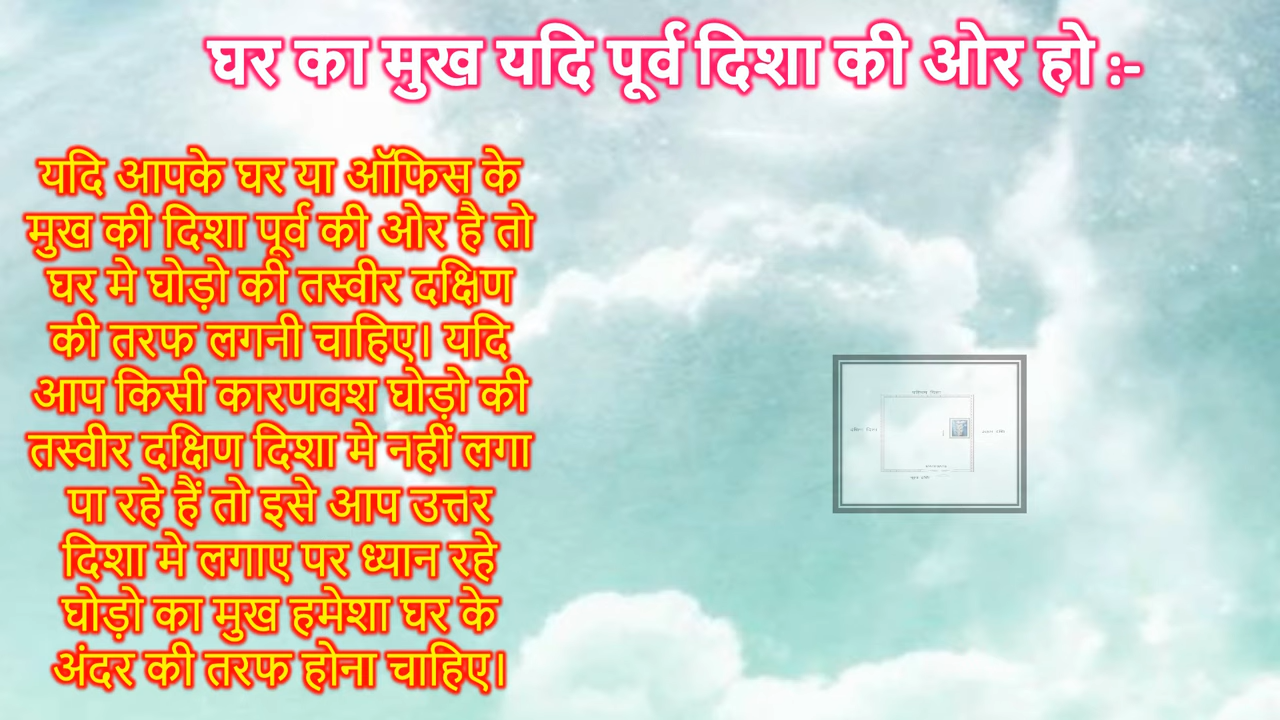 घर का मुख यदि पूर्व दिशा की ओर हो :-
यदि आपके घर या ऑफिस के
मुख की दिशा पूर्व की ओर है तो
घर मे घोड़ो की तस्वीर दक्षिण
की तरफ लगनी चाहिए। यदि
आप किसी कारणवश घोड़ो की
तस्वीर दक्षिण दिशा मे नहीं लगा
पा रहे हैं तो इसे आप उत्तर
दिशा मे लगाए पर ध्यान रहे
घोड़ो का मुख हमेशा घर के
अंदर की तरफ होना चाहिए।